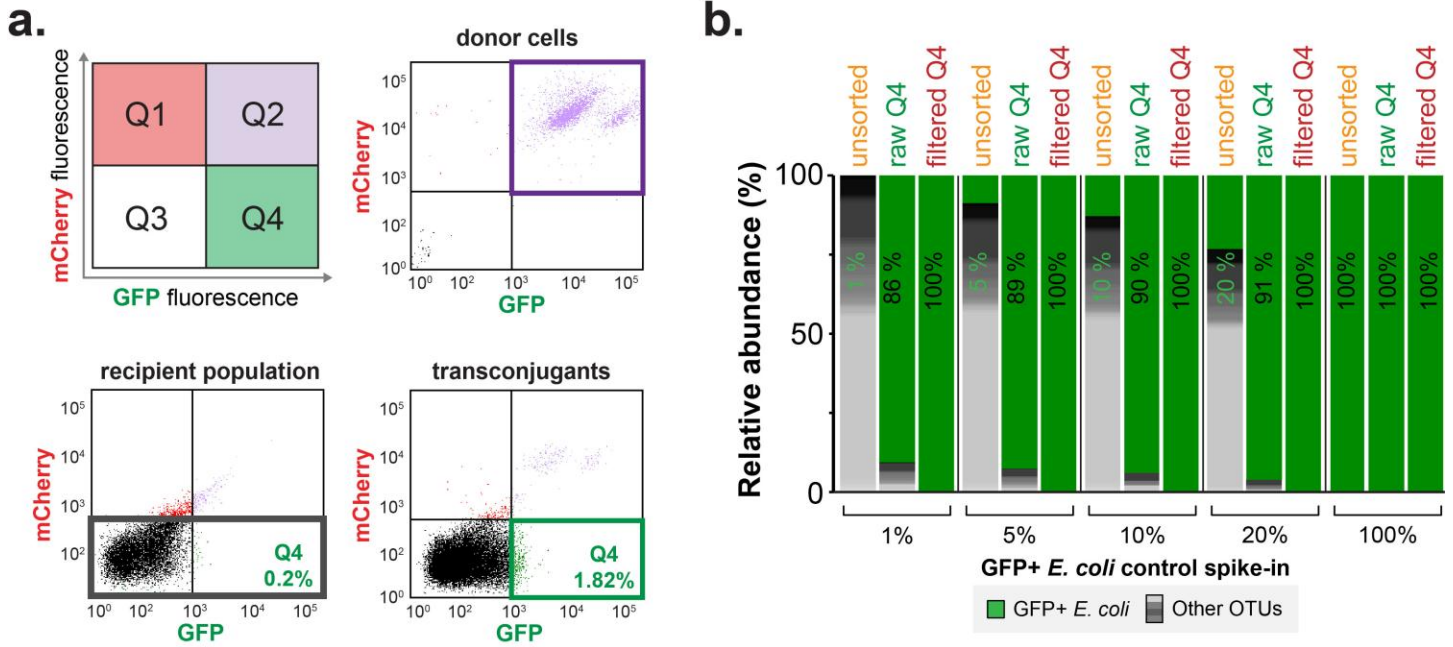 a.
mCherry fluorescence
Q1
Q2
Q3
Q4
GFP fluorescence
donor cells
mCherry
10⁵
10⁴
10³
10²
10⁰
10⁰ 10² 10³ 10⁴ 10⁵
GFP
recipient population
mCherry
10⁵
10⁴
10³
10²
Q4
0.2%
10⁰ 10² 10³ 10⁴ 10⁵
GFP
transconjugants
mCherry
10⁵
10⁴
10³
10²
10⁰
Q4
1.82%
10⁰ 10² 10³ 10⁴ 10⁵
GFP
b.
unsorted raw Q4 filtered Q4 unsorted raw Q4 filtered Q4 unsorted raw Q4 filtered Q4 unsorted raw Q4 filtered Q4 unsorted raw Q4 filtered Q4
Relative abundance (%)
100
50
0
1 % 86 % 100% 5 % 89 % 100% 10 % 90 % 100% 20 % 91 % 100% 100% 100% 100%
1% 5% 10% 20% 100%
GFP+ E. coli control spike-in
GFP+ E. coli Other OTUs